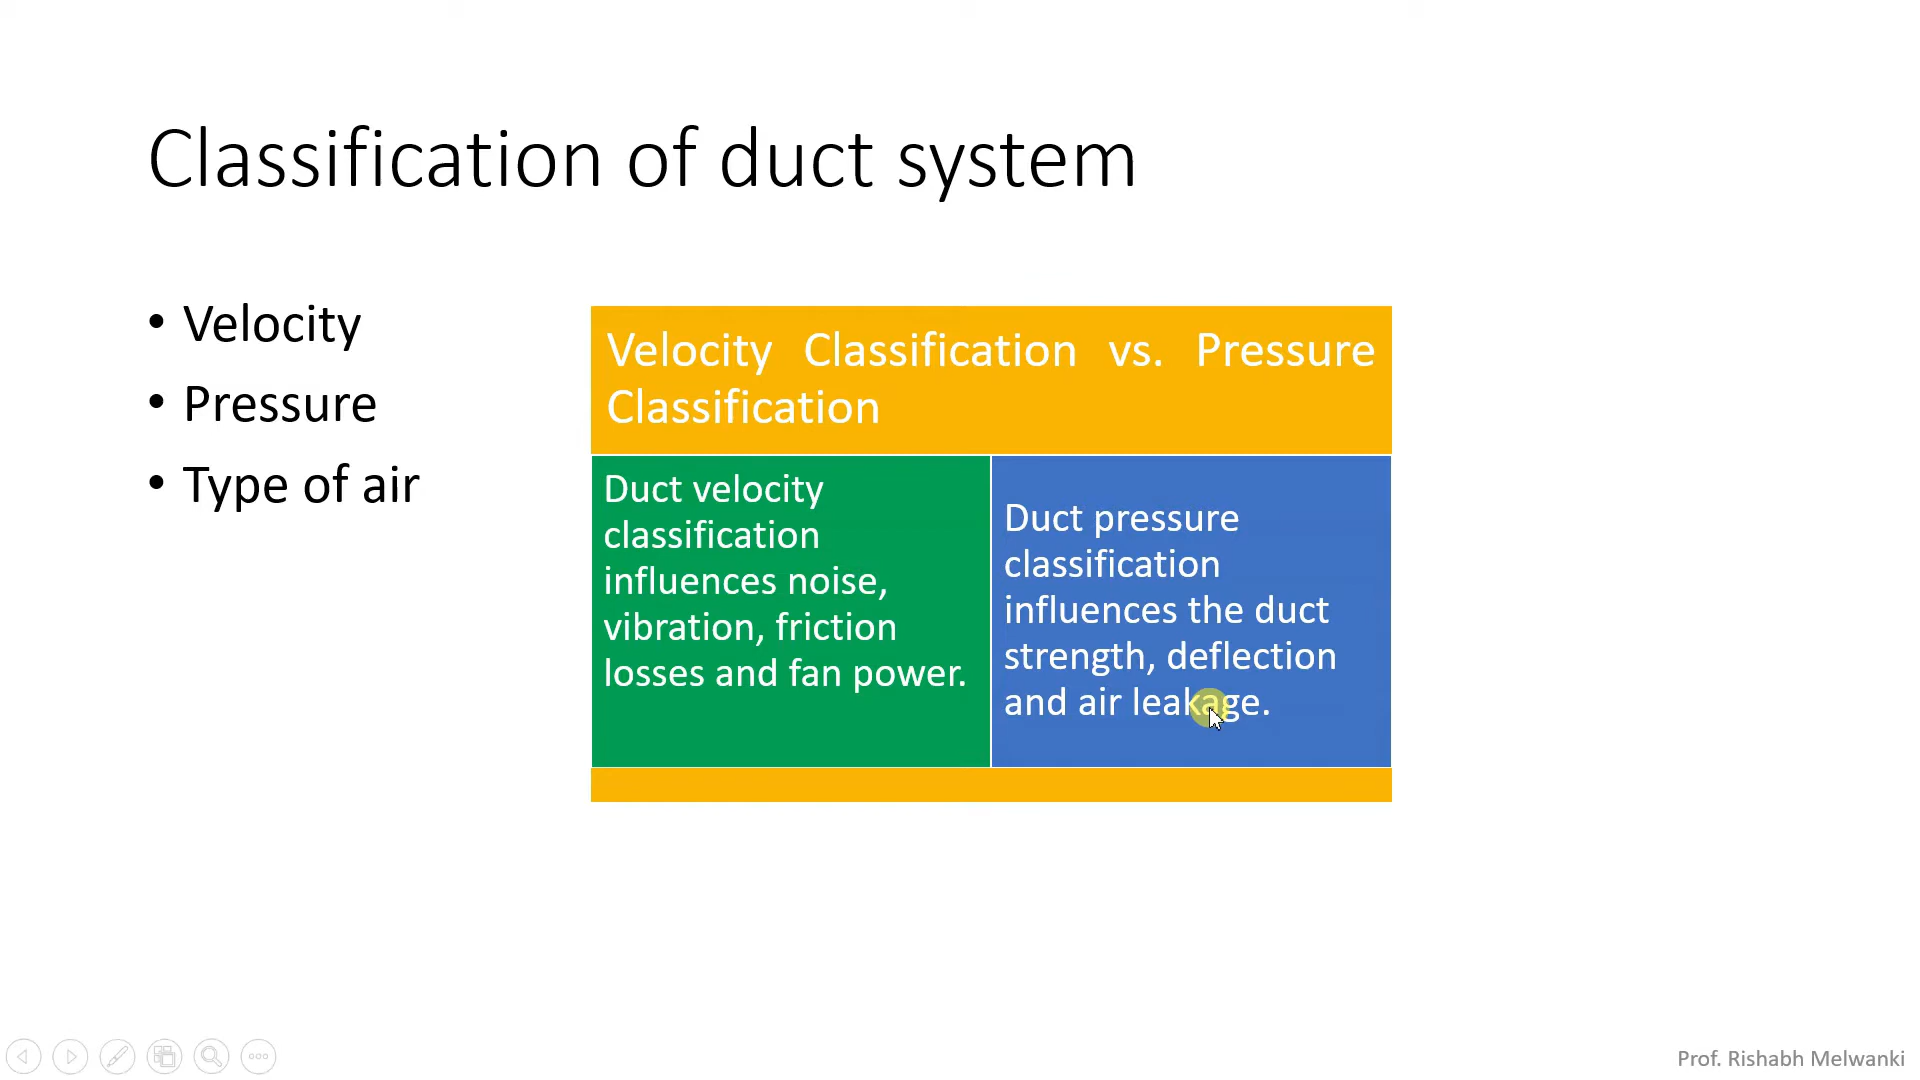 Classification of duct system
• Velocity
• Pressure
• Type of air
Velocity Classification vs. Pressure
Classification
Duct velocity
classification
influences noise,
vibration, friction
losses and fan power.
Duct pressure
classification
influences the duct
strength, deflection
and air leakage.
Prof. Rishabh Melwanki